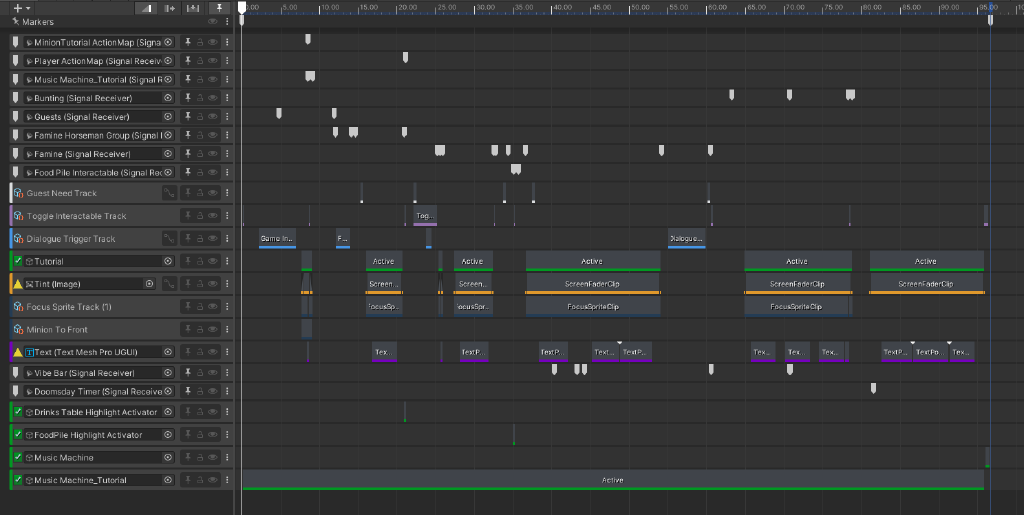 :00 5.00 10.00 15.00 20.00 25.00 30.00 35.00 40.00 45.00 50.00 55.00 60.00 65.00 70.00 75.00 80.00 85.00 90.00 95.00 10
Markers
MinionTutorial ActionMap (Signa
Player ActionMap (Signal Receiv
Music Machine_Tutorial (Signal R
Bunting (Signal Receiver)
Guests (Signal Receiver)
Famine Horseman Group (Signal I
Famine (Signal Receiver)
Food Pile Interactable (Signal Rec
Guest Need Track
Toggle Interactable Track Tog...
Dialogue Trigger Track Game In... F... Dialogue...
Tutorial Active Active Active Active Active
Tint (Image) Screen... Screen... ScreenFaderClip ScreenFaderClip ScreenFaderClip
Focus Sprite Track (1) FocusSp... FocusSpr... FocusSpriteClip FocusSpriteClip
Minion To Front
Text (Text Mesh Pro UGUI) Tex... TextP... TextP... Text... TextPr... Tex... Tex... Tex... TextP... TextPo... Tex...
Vibe Bar (Signal Receiver)
Doomsday Timer (Signal Receive
Drinks Table Highlight Activator
FoodPile Highlight Activator
Music Machine
Music Machine_Tutorial Active